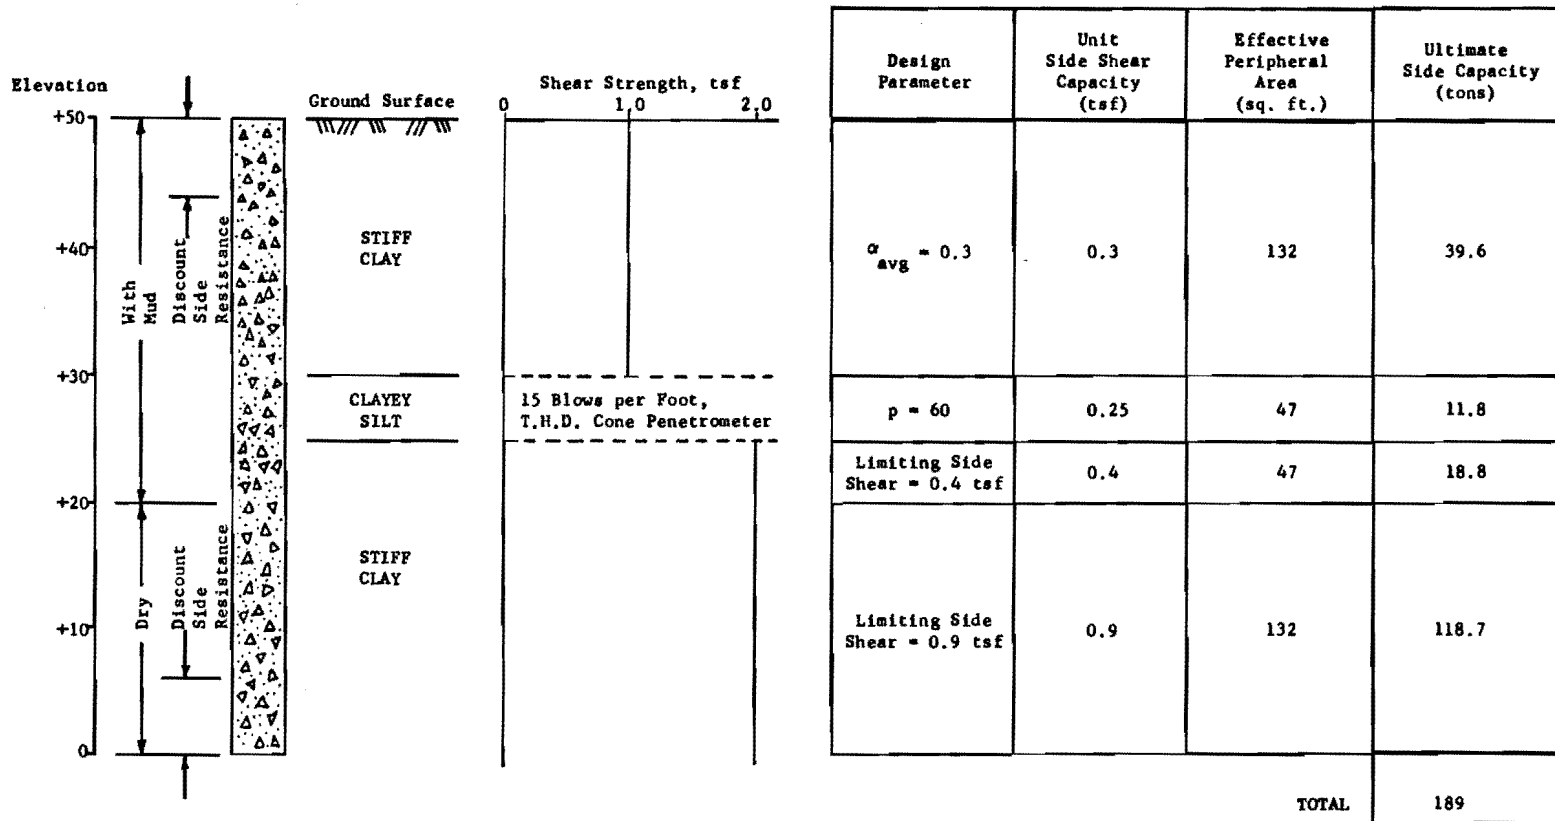 Elevation
+50
+40
+30
+20
+10
0
With
Mud
Discount
Side
Resistance
Dry
Discount
Side
Resistance
Ground Surface
STIFF
CLAY
CLAYEY
SILT
STIFF
CLAY
Shear Strength, tsf
0 1.0 2.0
15 Blows per Foot,
T.H.D. Cone Penetrometer
Design
Parameter
Unit
Side Shear
Capacity
(tsf)
Effective
Peripheral
Area
(sq. ft.)
Ultimate
Side Capacity
(tons)
α avg = 0.3
0.3
132
39.6
p = 60
0.25
47
11.8
Limiting Side
Shear = 0.4 tsf
0.4
47
18.8
Limiting Side
Shear = 0.9 tsf
0.9
132
118.7
TOTAL
189